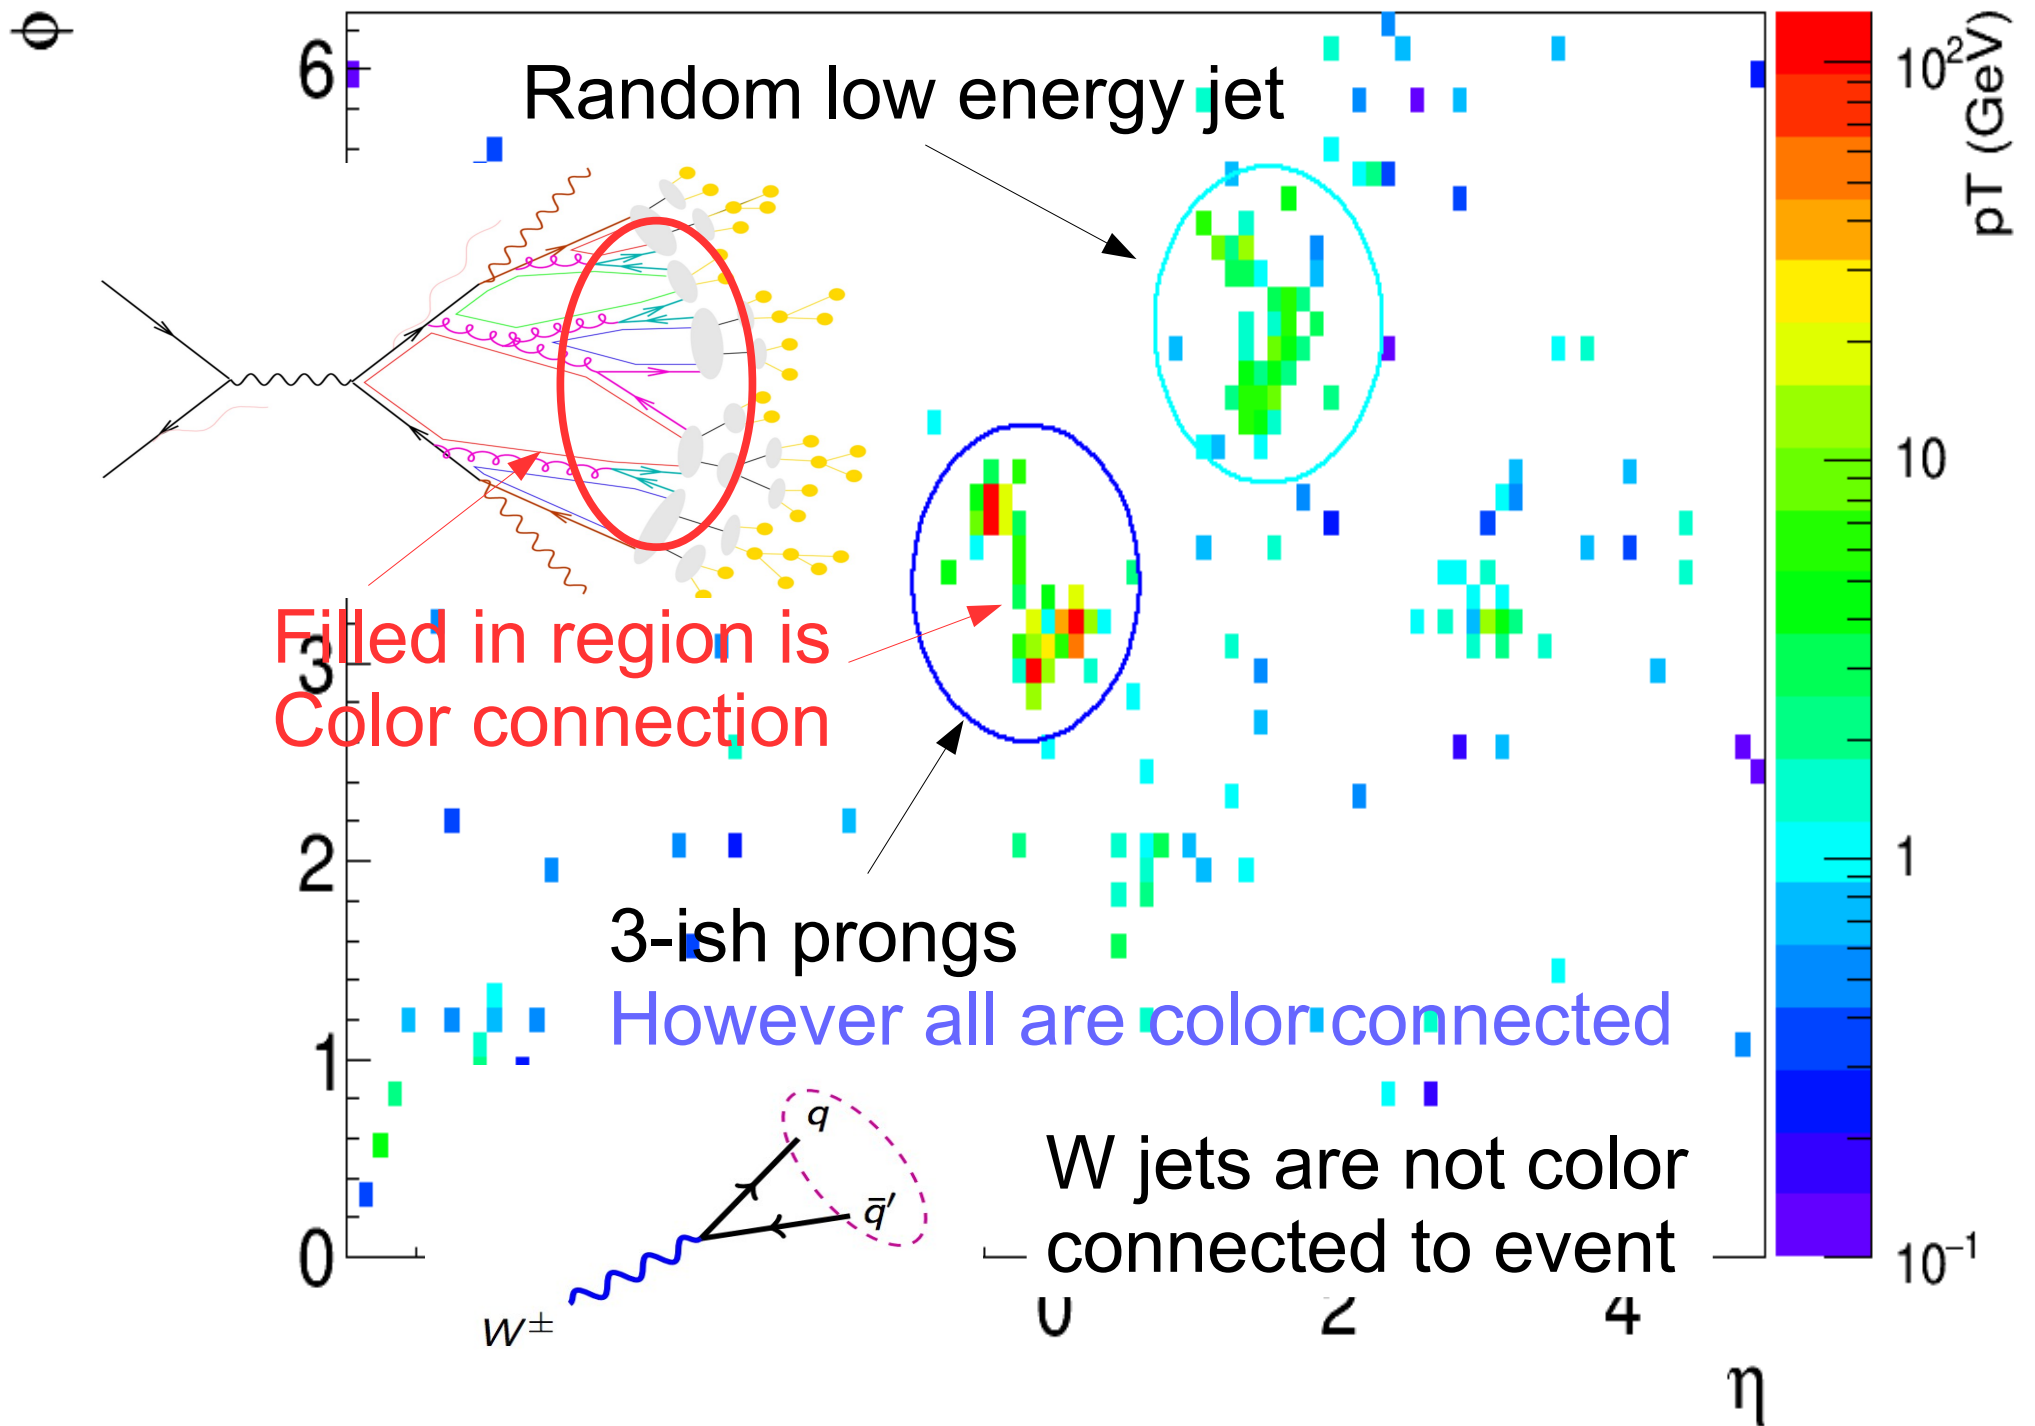 ϕ
6
3
2
1
0
Random low energy jet
Filled in region is
Color connection
3-ish prongs
However all are color connected
q
q̄′
W±
W jets are not color
connected to event
0
2
4
η
10²
10
1
10⁻¹
pT (GeV)